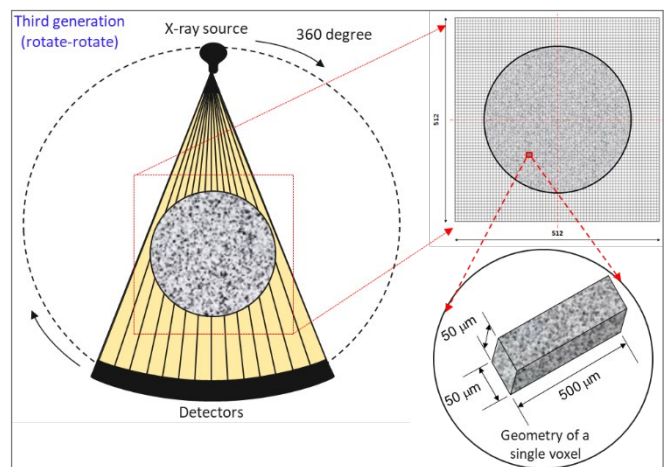 Third generation
(rotate-rotate)
X-ray source
360 degree
Detectors
512
512
50 µm
50 µm
500 µm
Geometry of a
single voxel